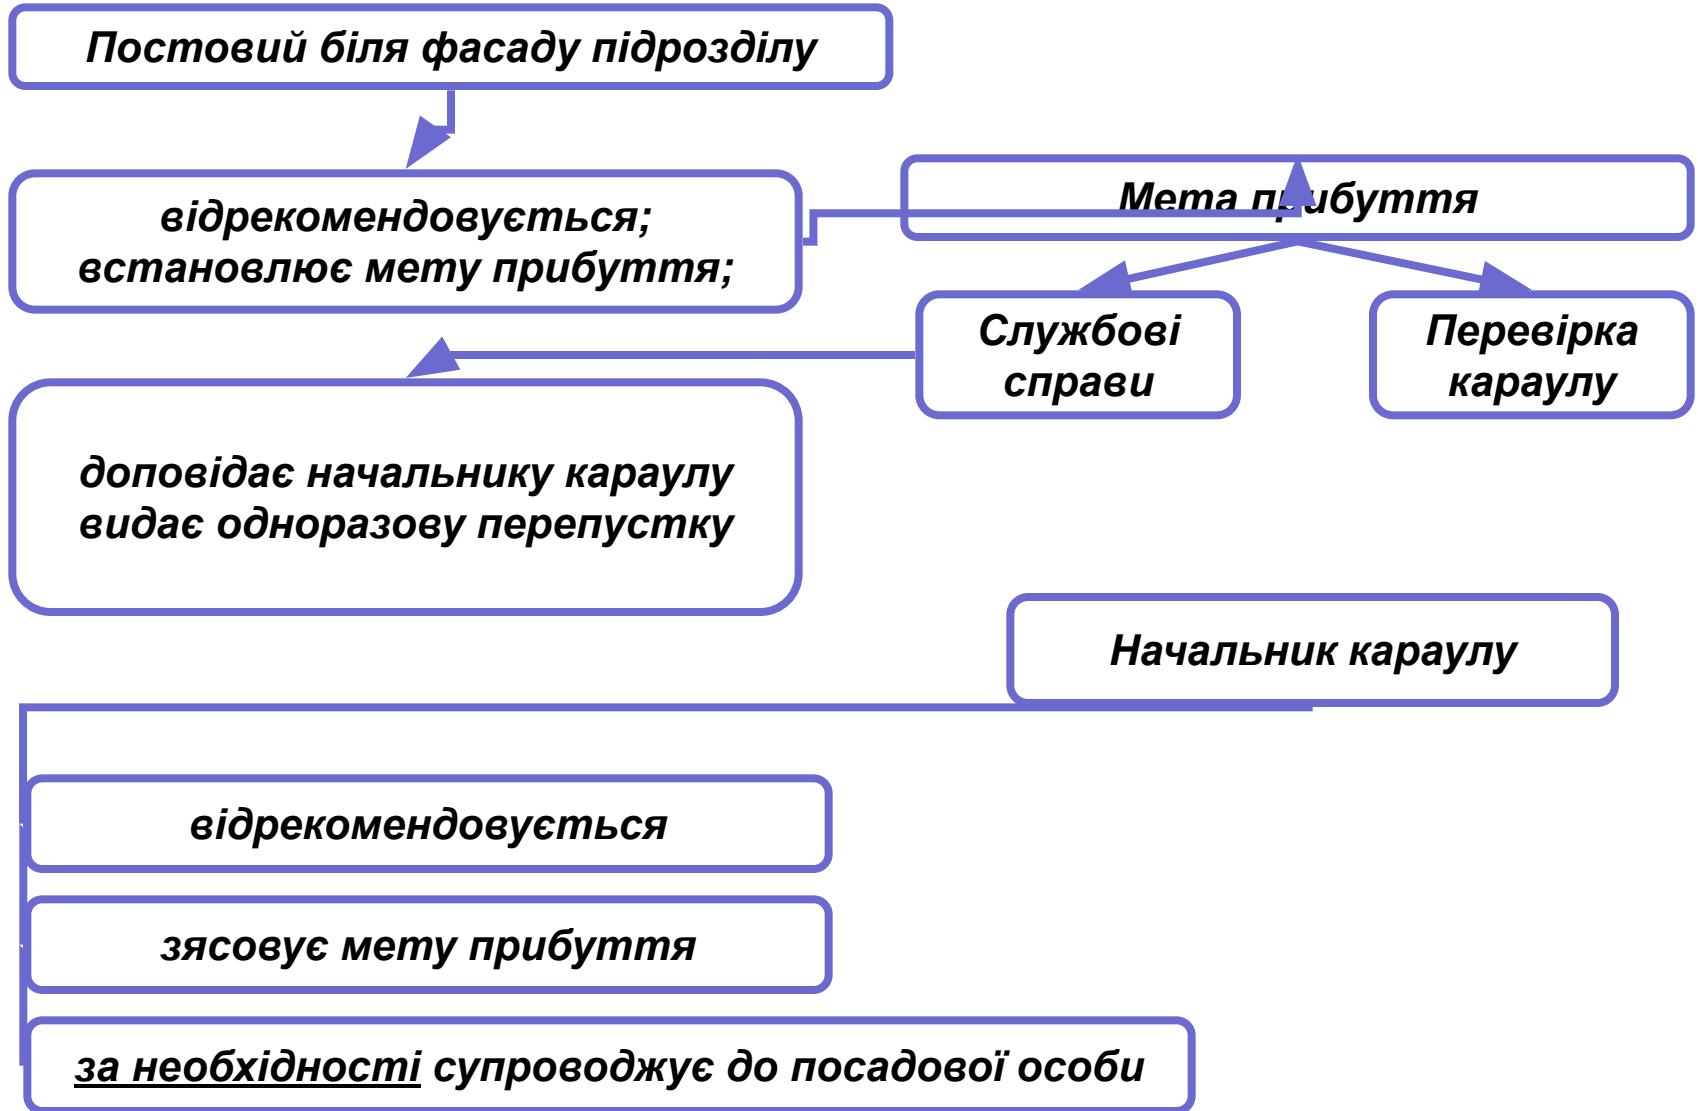 Постовий біля фасаду підрозділу
відрекомендовується;
встановлює мету прибуття;
Мета прибуття
Службові
справи
Перевірка
караулу
доповідає начальнику караулу
видає одноразову перепустку
Начальник караулу
відрекомендовується
зясовує мету прибуття
за необхідності супроводжує до посадової особи